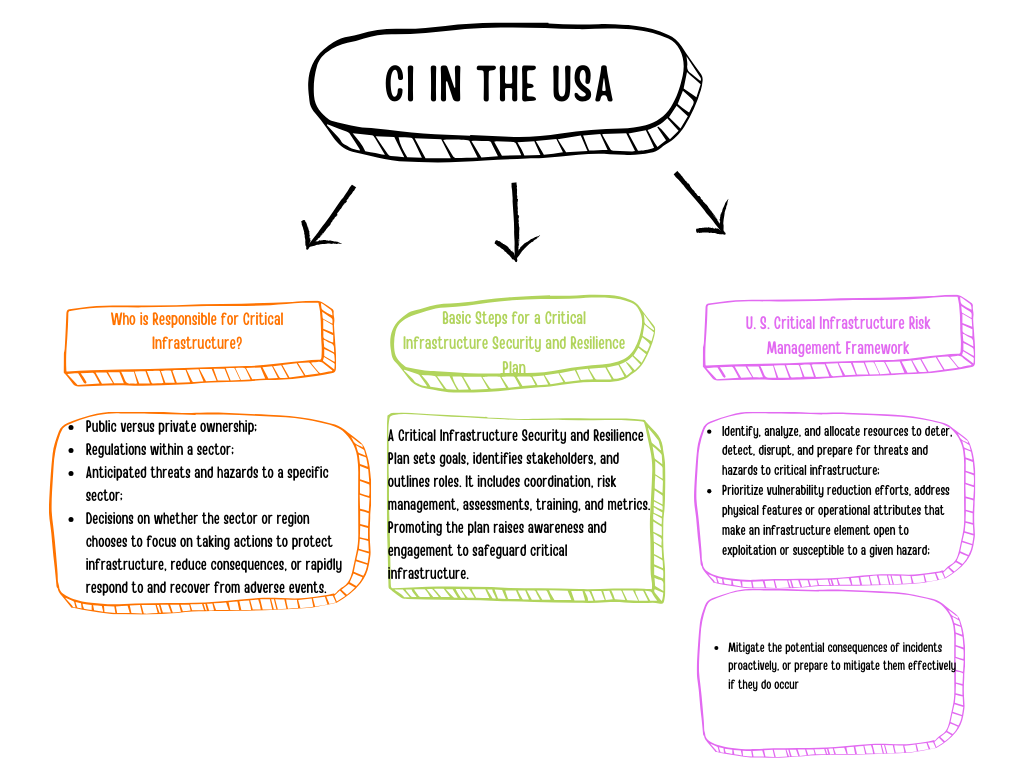 CI IN THE USA
Who is Responsible for Critical
Infrastructure?
Public versus private ownership;
Regulations within a sector;
Anticipated threats and hazards to a specific
sector;
Decisions on whether the sector or region
chooses to focus on taking actions to protect
infrastructure, reduce consequences, or rapidly
respond to and recover from adverse events.
Basic Steps for a Critical
Infrastructure Security and Resilience
Plan
A Critical Infrastructure Security and Resilience
Plan sets goals, identifies stakeholders, and
outlines roles. It includes coordination, risk
management, assessments, training, and metrics.
Promoting the plan raises awareness and
engagement to safeguard critical
infrastructure.
U. S. Critical Infrastructure Risk
Management Framework
Identify, analyze, and allocate resources to deter,
detect, disrupt, and prepare for threats and
hazards to critical infrastructure;
Prioritize vulnerability reduction efforts, address
physical features or operational attributes that
make an infrastructure element open to
exploitation or susceptible to a given hazard;
Mitigate the potential consequences of incidents
proactively, or prepare to mitigate them effectively
if they do occur